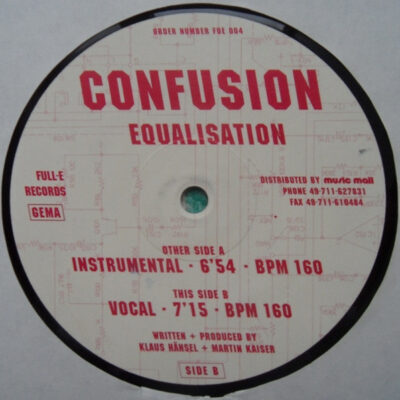 ORDER NUMBER FUE 004
CONFUSION
EQUALISATION
FULL-E
RECORDS
GEMA
DISTRIBUTED BY music mail
PHONE 49-711-627831
FAX 49-711-610484
OTHER SIDE A
INSTRUMENTAL · 6'54 · BPM 160
THIS SIDE B
VOCAL · 7'15 · BPM 160
WRITTEN + PRODUCED BY
KLAUS HÄNSEL + MARTIN KAISER
SIDE B